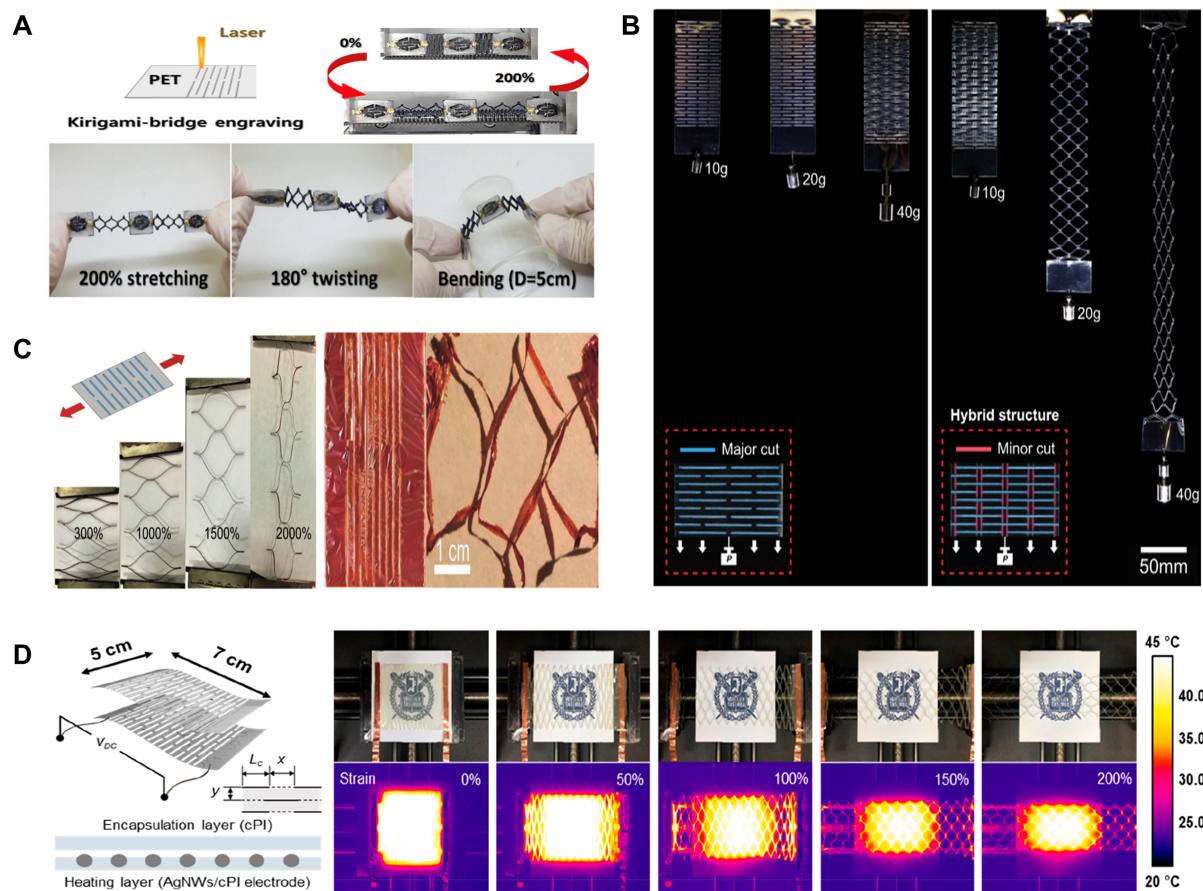 A
Laser
PET
Kirigami-bridge engraving
0%
200%
200% stretching
180° twisting
Bending (D=5cm)
B
10g
20g
40g
Major cut
P
10g
20g
40g
Hybrid structure
Minor cut
P
50mm
C
300%
1000%
1500%
2000%
1 cm
D
5 cm
7 cm
VDC
Lc
x
y
Encapsulation layer (cPI)
Heating layer (AgNWs/cPI electrode)
Strain
0%
50%
100%
150%
200%
45 °C
40.0
35.0
30.0
25.0
20 °C